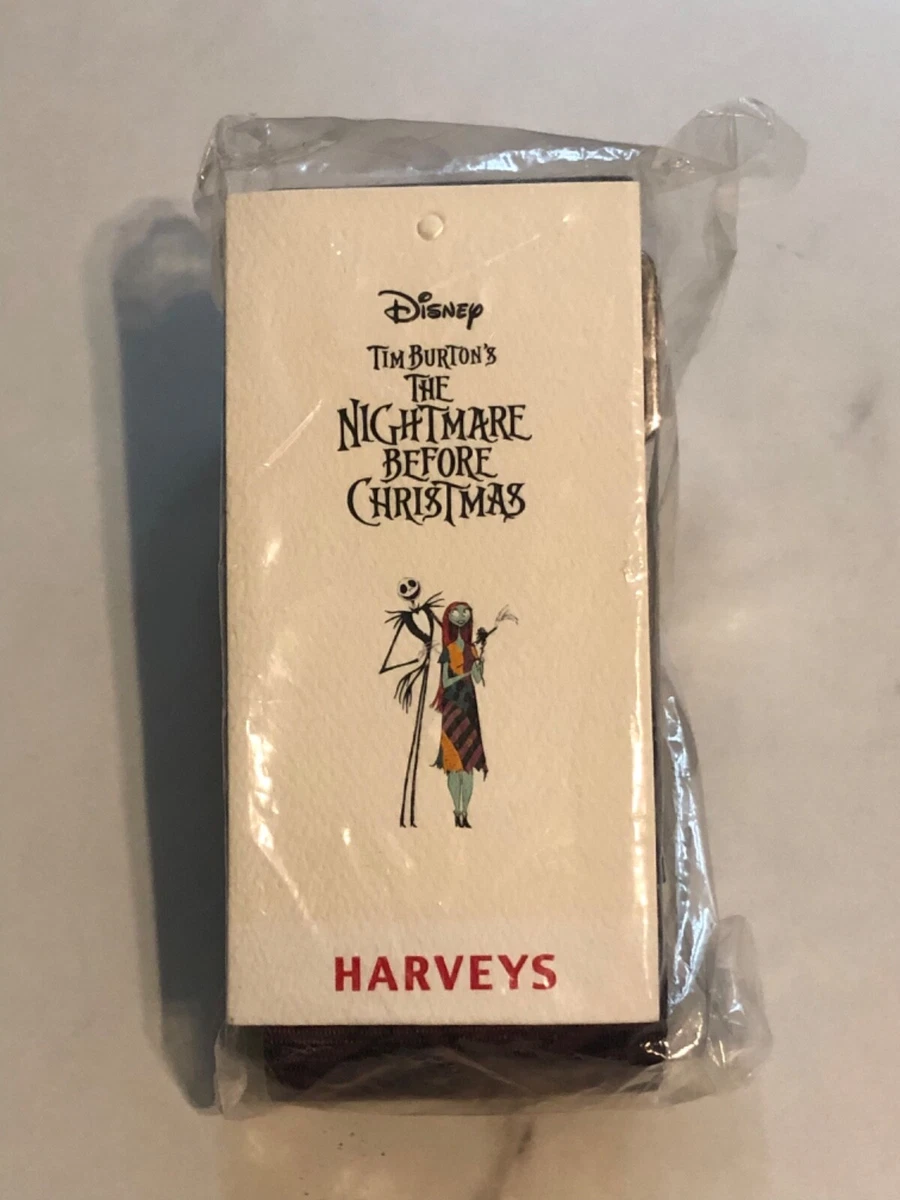 Disney
TIM BURTON'S
THE
NIGHTMARE
BEFORE
CHRISTMAS
HARVEYS